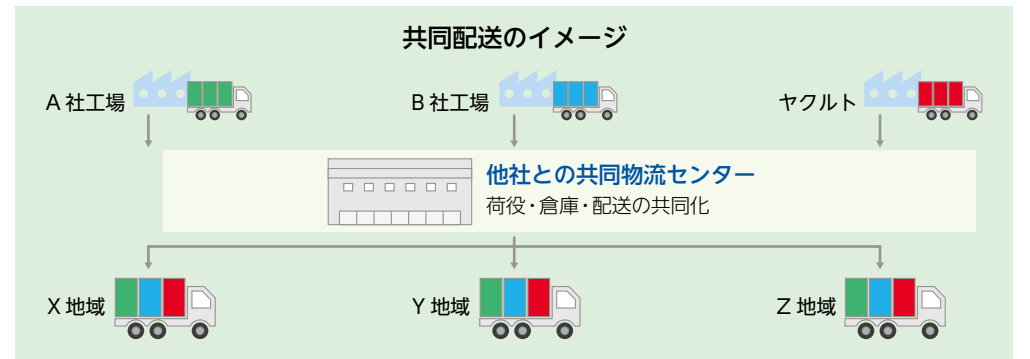 共同配送のイメージ
A 社工場
B 社工場
ヤクルト
他社との共同物流センター
荷役・倉庫・配送の共同化
X 地域
Y 地域
Z 地域